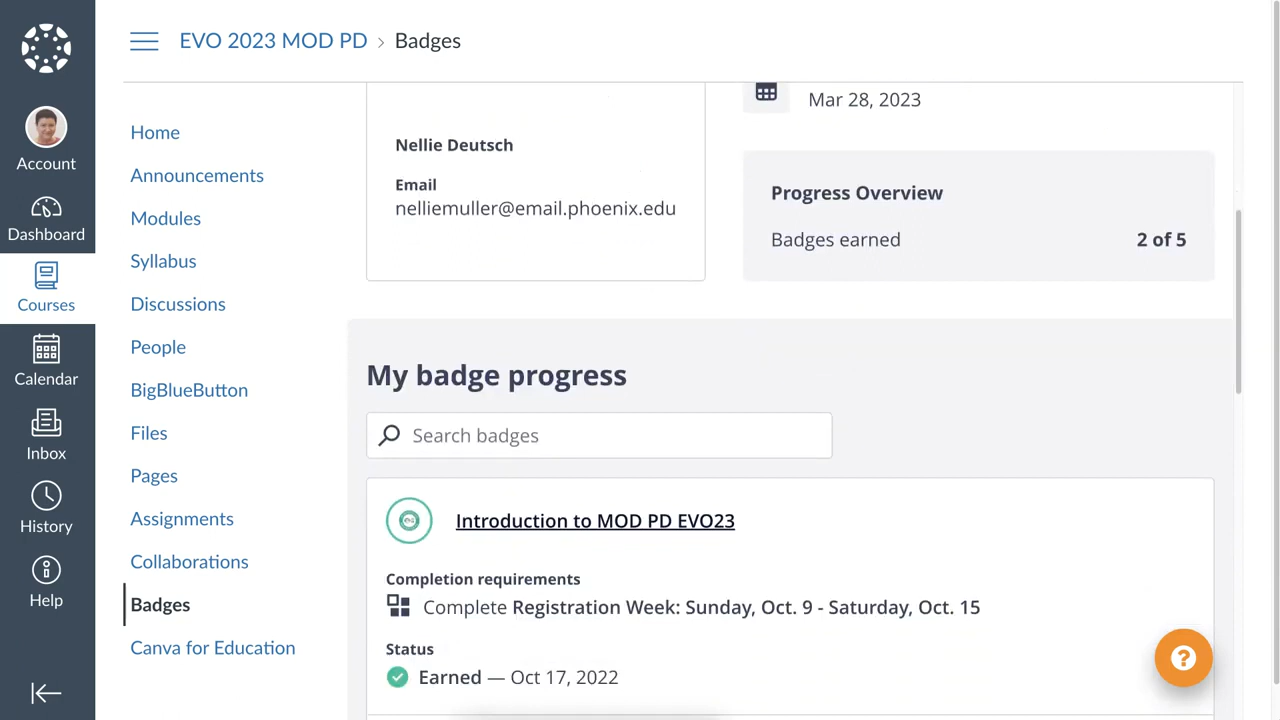 EVO 2023 MOD PD > Badges
Account
Dashboard
Courses
Calendar
Inbox
History
Help
Home
Announcements
Modules
Syllabus
Discussions
People
BigBlueButton
Files
Pages
Assignments
Collaborations
Badges
Canva for Education
Nellie Deutsch
Email
nelliemuller@email.phoenix.edu
Mar 28, 2023
Progress Overview
Badges earned 2 of 5
My badge progress
Search badges
Introduction to MOD PD EVO23
Completion requirements
Complete Registration Week: Sunday, Oct. 9 - Saturday, Oct. 15
Status
Earned — Oct 17, 2022